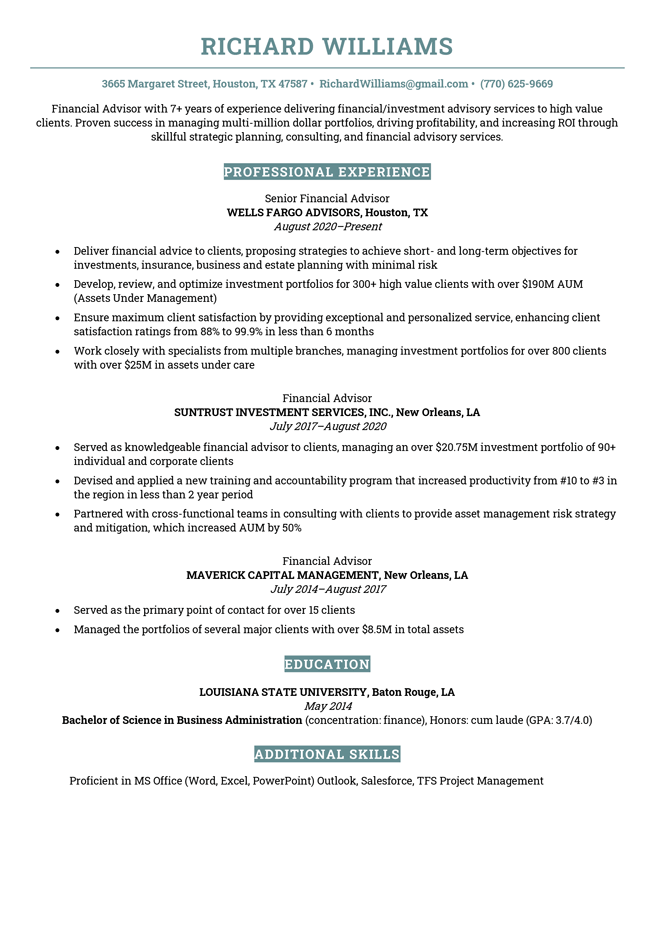 RICHARD WILLIAMS
3665 Margaret Street, Houston, TX 47587 • RichardWilliams@gmail.com • (770) 625-9669
Financial Advisor with 7+ years of experience delivering financial/investment advisory services to high value
clients. Proven success in managing multi-million dollar portfolios, driving profitability, and increasing ROI through
skillful strategic planning, consulting, and financial advisory services.
PROFESSIONAL EXPERIENCE
Senior Financial Advisor
WELLS FARGO ADVISORS, Houston, TX
August 2020–Present
• Deliver financial advice to clients, proposing strategies to achieve short- and long-term objectives for
investments, insurance, business and estate planning with minimal risk
• Develop, review, and optimize investment portfolios for 300+ high value clients with over $190M AUM
(Assets Under Management)
• Ensure maximum client satisfaction by providing exceptional and personalized service, enhancing client
satisfaction ratings from 88% to 99.9% in less than 6 months
• Work closely with specialists from multiple branches, managing investment portfolios for over 800 clients
with over $25M in assets under care
Financial Advisor
SUNTRUST INVESTMENT SERVICES, INC., New Orleans, LA
July 2017–August 2020
• Served as knowledgeable financial advisor to clients, managing an over $20.75M investment portfolio of 90+
individual and corporate clients
• Devised and applied a new training and accountability program that increased productivity from #10 to #3 in
the region in less than 2 year period
• Partnered with cross-functional teams in consulting with clients to provide asset management risk strategy
and mitigation, which increased AUM by 50%
Financial Advisor
MAVERICK CAPITAL MANAGEMENT, New Orleans, LA
July 2014–August 2017
• Served as the primary point of contact for over 15 clients
• Managed the portfolios of several major clients with over $8.5M in total assets
EDUCATION
LOUISIANA STATE UNIVERSITY, Baton Rouge, LA
May 2014
Bachelor of Science in Business Administration (concentration: finance), Honors: cum laude (GPA: 3.7/4.0)
ADDITIONAL SKILLS
Proficient in MS Office (Word, Excel, PowerPoint) Outlook, Salesforce, TFS Project Management